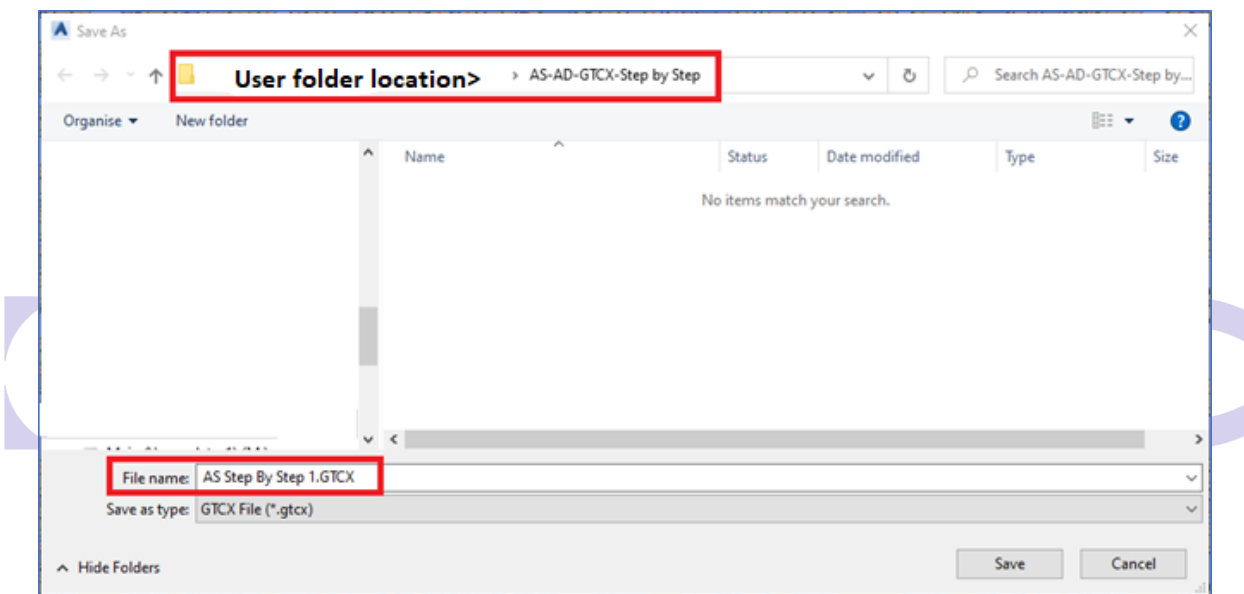 Save As
User folder location> › AS-AD-GTCX-Step by Step
Search AS-AD-GTCX-Step by...
Organise New folder
Name Status Date modified Type Size
No items match your search.
File name: AS Step By Step 1.GTCX
Save as type: GTCX File (*.gtcx)
Hide Folders Save Cancel